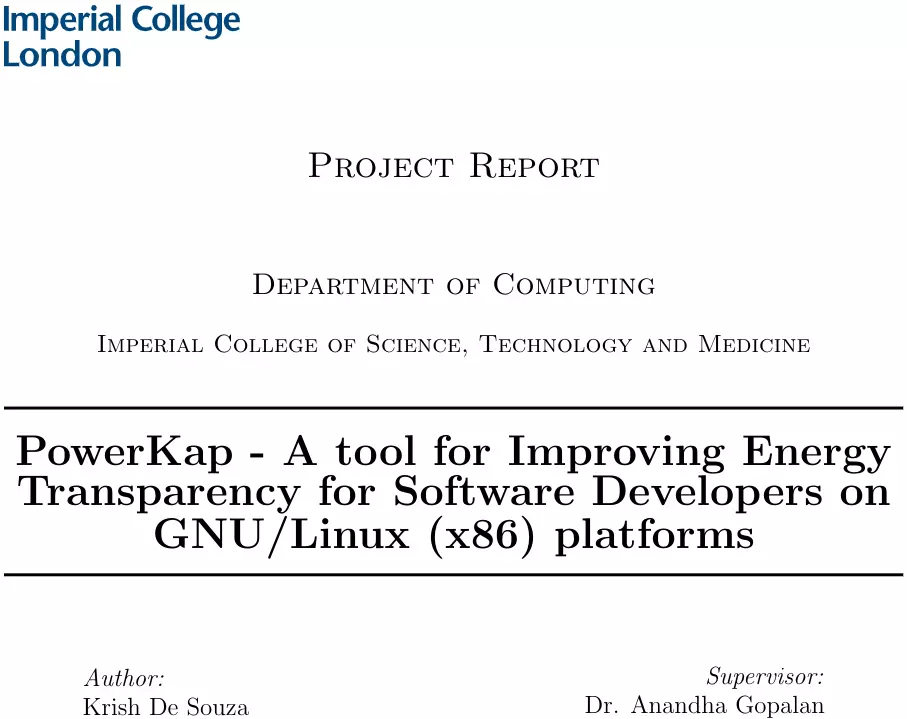 Imperial College
London
Project Report
Department of Computing
Imperial College of Science, Technology and Medicine
PowerKap - A tool for Improving Energy
Transparency for Software Developers on
GNU/Linux (x86) platforms
Author:
Krish De Souza
Supervisor:
Dr. Anandha Gopalan